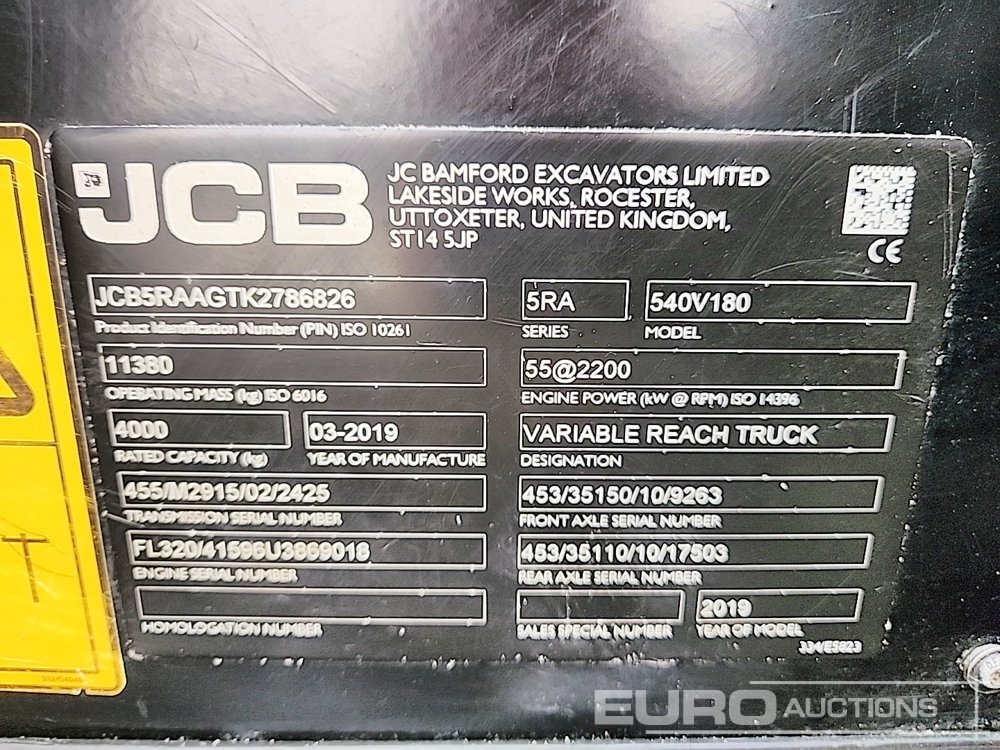 JCB
JC BAMFORD EXCAVATORS LIMITED
LAKESIDE WORKS, ROCESTER,
UTTOXETER, UNITED KINGDOM,
ST14 5JP
CE
JCB5RAAGTK2786826
Product Identification Number (PIN) ISO 10261
5RA
SERIES
540V180
MODEL
11380
OPERATING MASS (kg) ISO 6016
55@2200
ENGINE POWER (kW @ RPM) ISO 14396
4000
RATED CAPACITY (kg)
03-2019
YEAR OF MANUFACTURE
VARIABLE REACH TRUCK
DESIGNATION
455/M2915/02/2425
TRANSMISSION SERIAL NUMBER
453/35150/10/9263
FRONT AXLE SERIAL NUMBER
FL320/41596U3869018
ENGINE SERIAL NUMBER
453/35110/10/17503
REAR AXLE SERIAL NUMBER
HOMOLOGATION NUMBER
SALES SPECIAL NUMBER
2019
YEAR OF MODEL
334/E5823
T
EURO AUCTIONS